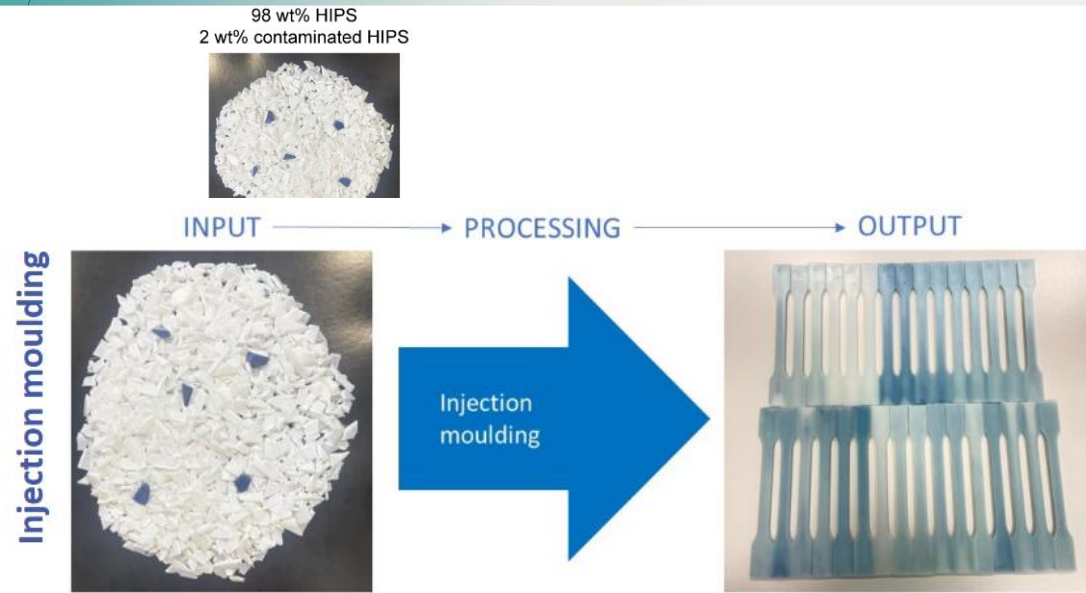 98 wt% HIPS
2 wt% contaminated HIPS
INPUT
PROCESSING
OUTPUT
Injection moulding
Injection
moulding